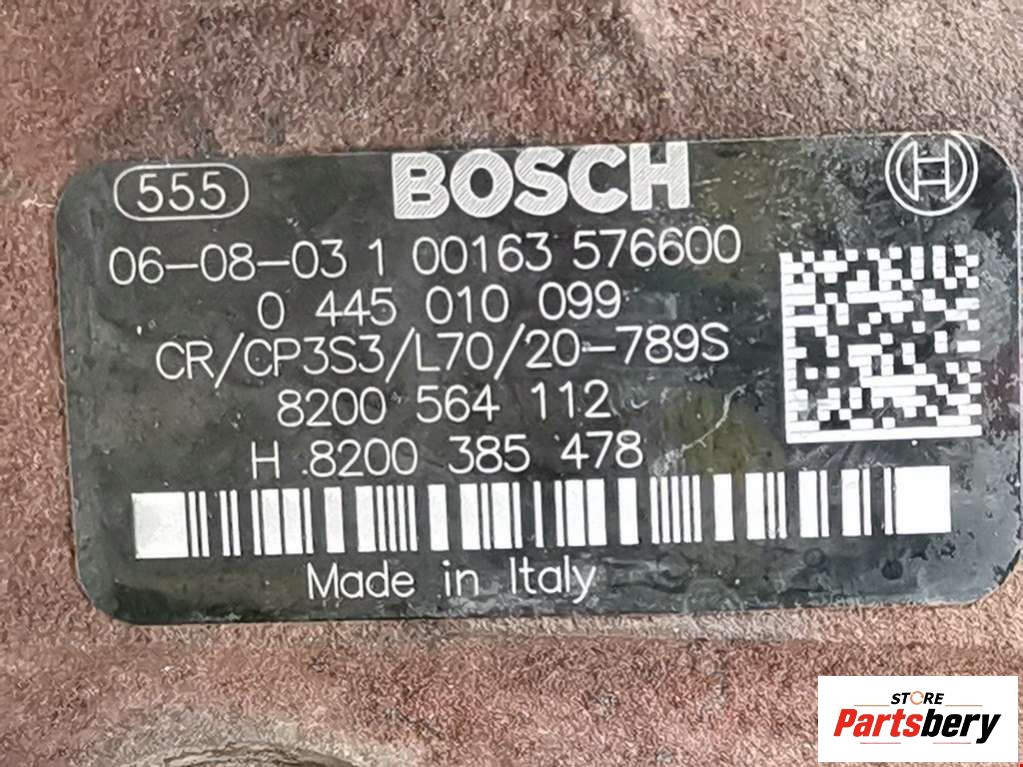 555 BOSCH
06-08-03 1 00163 576600
0 445 010 099
CR/CP3S3/L70/20-789S
8200 564 112
H 8200 385 478
Made in Italy
STORE
Partsbery